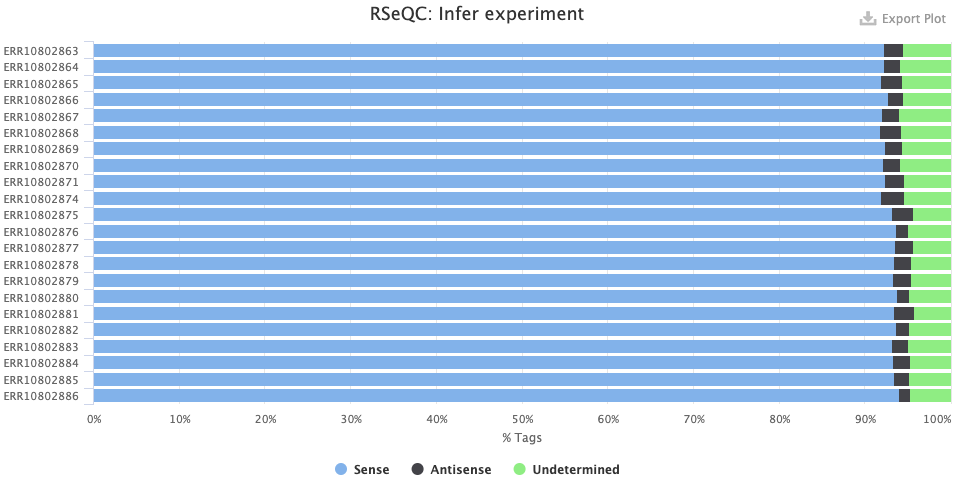 RSeQC: Infer experiment
Export Plot
ERR10802863
ERR10802864
ERR10802865
ERR10802866
ERR10802867
ERR10802868
ERR10802869
ERR10802870
ERR10802871
ERR10802874
ERR10802875
ERR10802876
ERR10802877
ERR10802878
ERR10802879
ERR10802880
ERR10802881
ERR10802882
ERR10802883
ERR10802884
ERR10802885
ERR10802886
0% 10% 20% 30% 40% 50% 60% 70% 80% 90% 100%
% Tags
Sense Antisense Undetermined